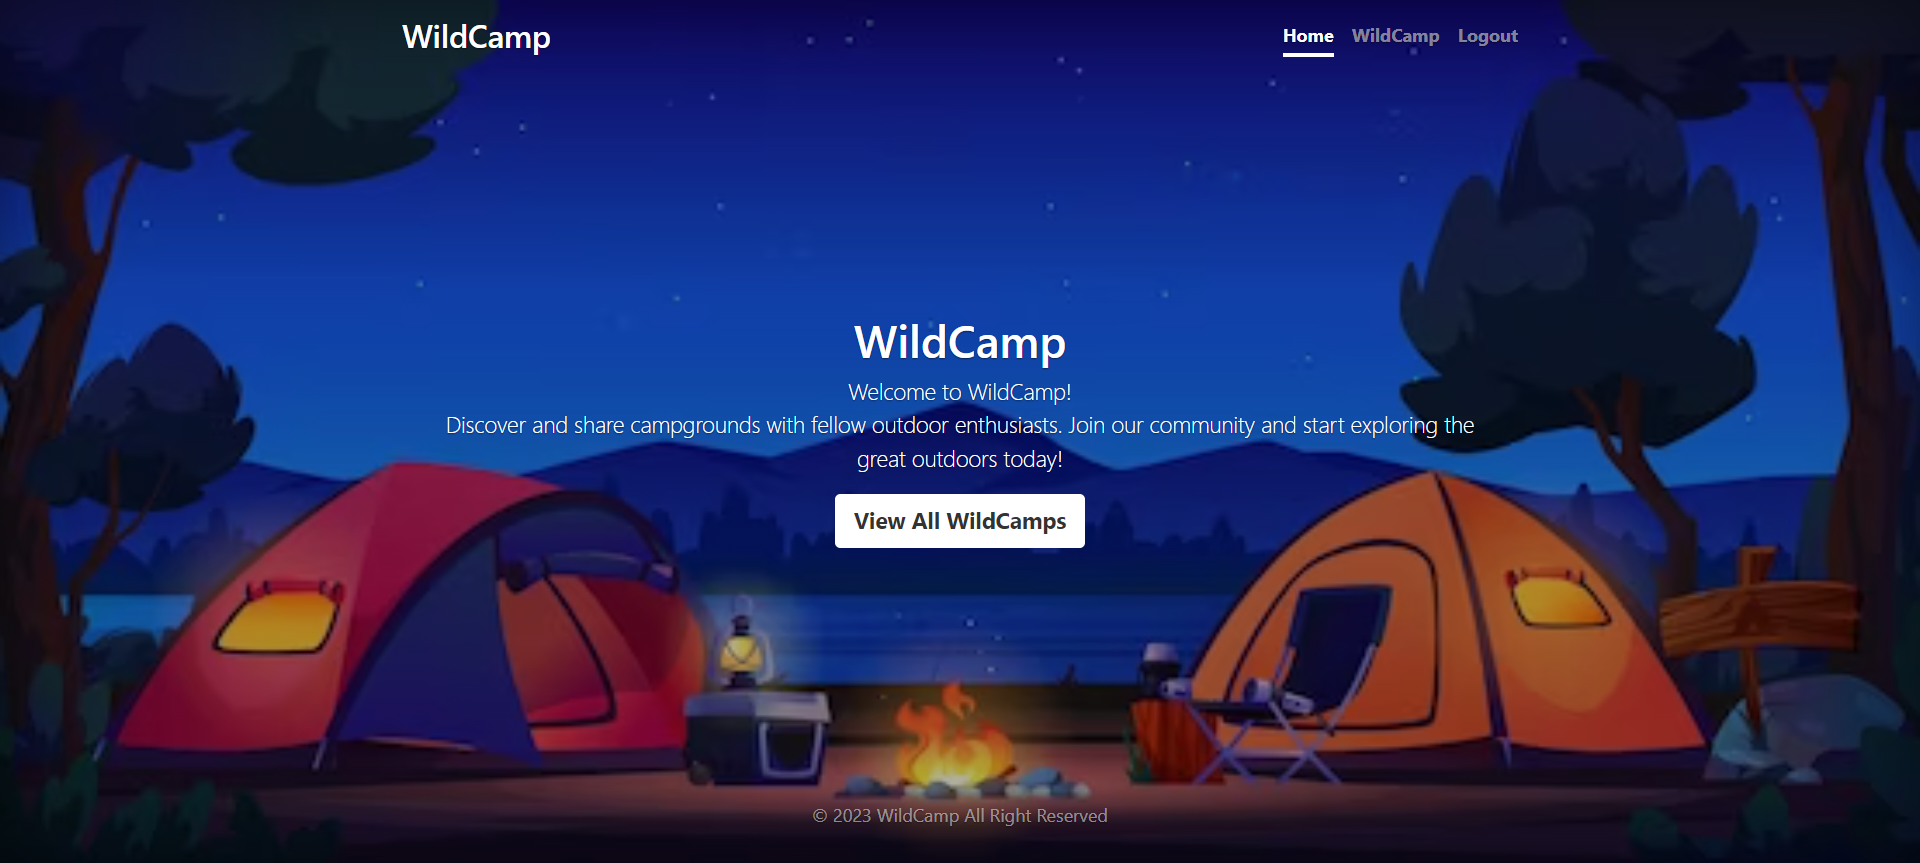 WildCamp
Home WildCamp Logout
WildCamp
Welcome to WildCamp!
Discover and share campgrounds with fellow outdoor enthusiasts. Join our community and start exploring the
great outdoors today!
View All WildCamps
© 2023 WildCamp All Right Reserved